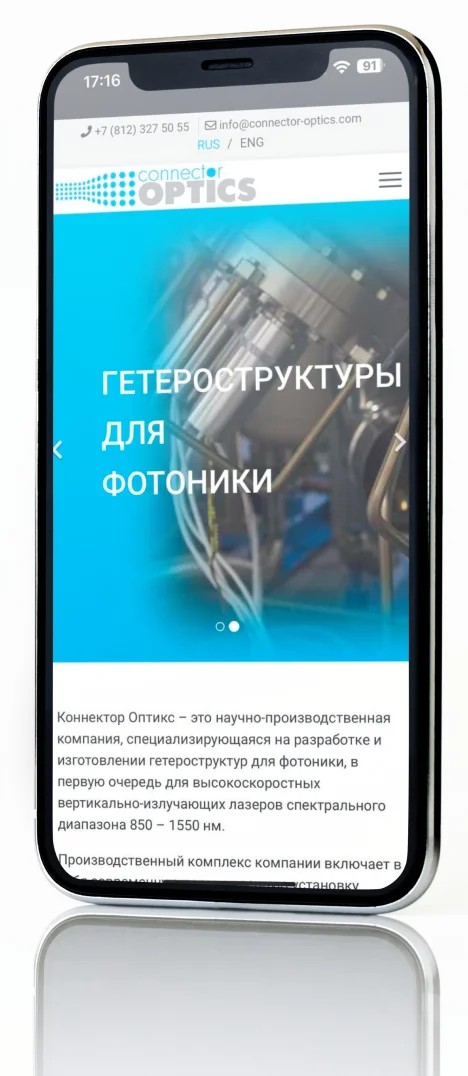 17:16
91
+7 (812) 327 50 55
info@connector-optics.com
RUS / ENG
connector
OPTICS
ГЕТЕРОСТРУКТУРЫ
ДЛЯ
ФОТОНИКИ
Коннектор Оптикс – это научно-производственная
компания, специализирующаяся на разработке и
изготовлении гетероструктур для фотоники, в
первую очередь для высокоскоростных
вертикально-излучающих лазеров спектрального
диапазона 850 – 1550 нм.
Производственный комплекс компании включает в
установку